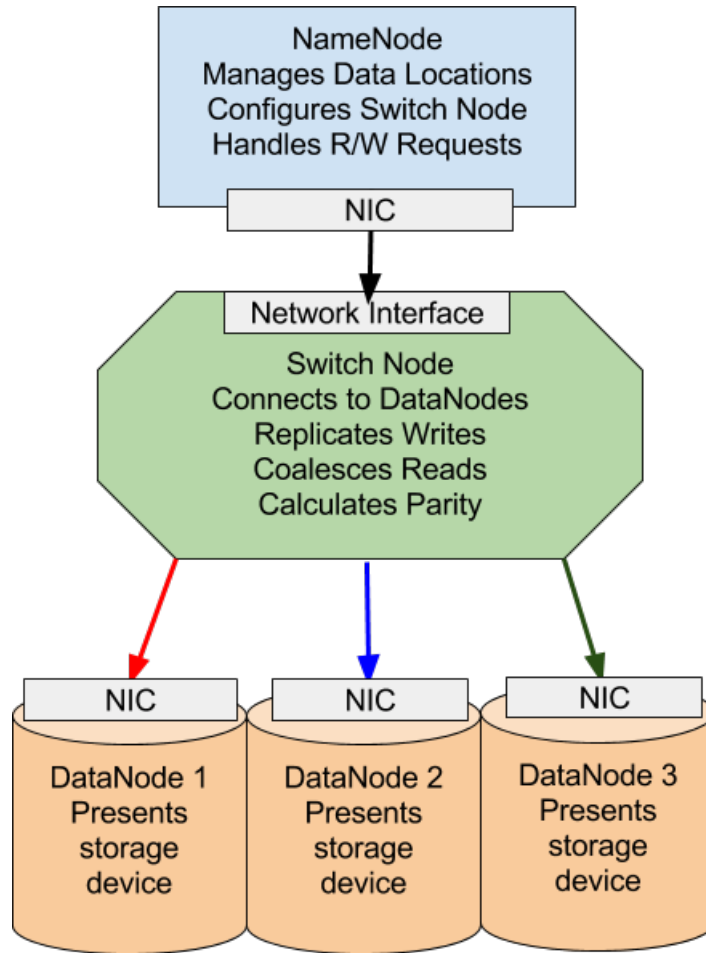 NameNode
Manages Data Locations
Configures Switch Node
Handles R/W Requests
NIC
Network Interface
Switch Node
Connects to DataNodes
Replicates Writes
Coalesces Reads
Calculates Parity
NIC
NIC
NIC
DataNode 1
Presents
storage
device
DataNode 2
Presents
storage
device
DataNode 3
Presents
storage
device